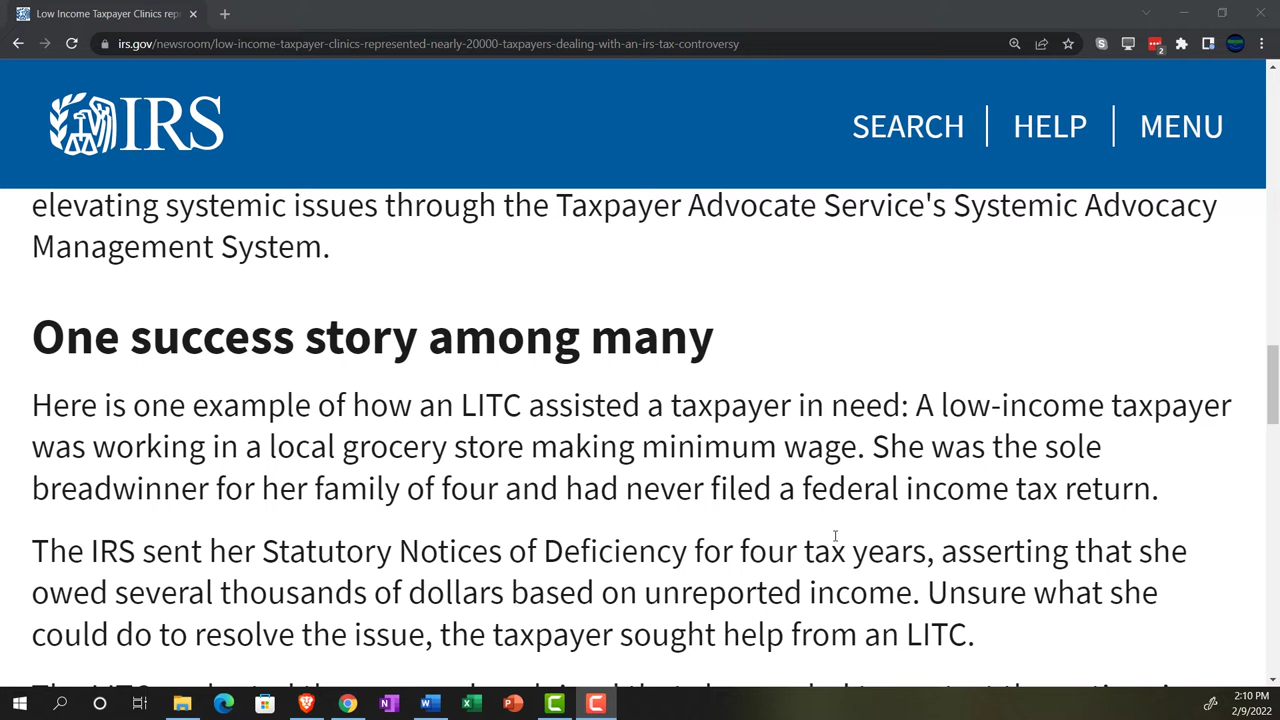 Low Income Taxpayer Clinics rep
irs.gov/newsroom/low-income-taxpayer-clinics-represented-nearly-20000-taxpayers-dealing-with-an-irs-tax-controversy
2
IRS
SEARCH | HELP | MENU
elevating systemic issues through the Taxpayer Advocate Service's Systemic Advocacy
Management System.
One success story among many
Here is one example of how an LITC assisted a taxpayer in need: A low-income taxpayer
was working in a local grocery store making minimum wage. She was the sole
breadwinner for her family of four and had never filed a federal income tax return.
The IRS sent her Statutory Notices of Deficiency for four tax years, asserting that she
owed several thousands of dollars based on unreported income. Unsure what she
could do to resolve the issue, the taxpayer sought help from an LITC.
2:10 PM
2/9/2022